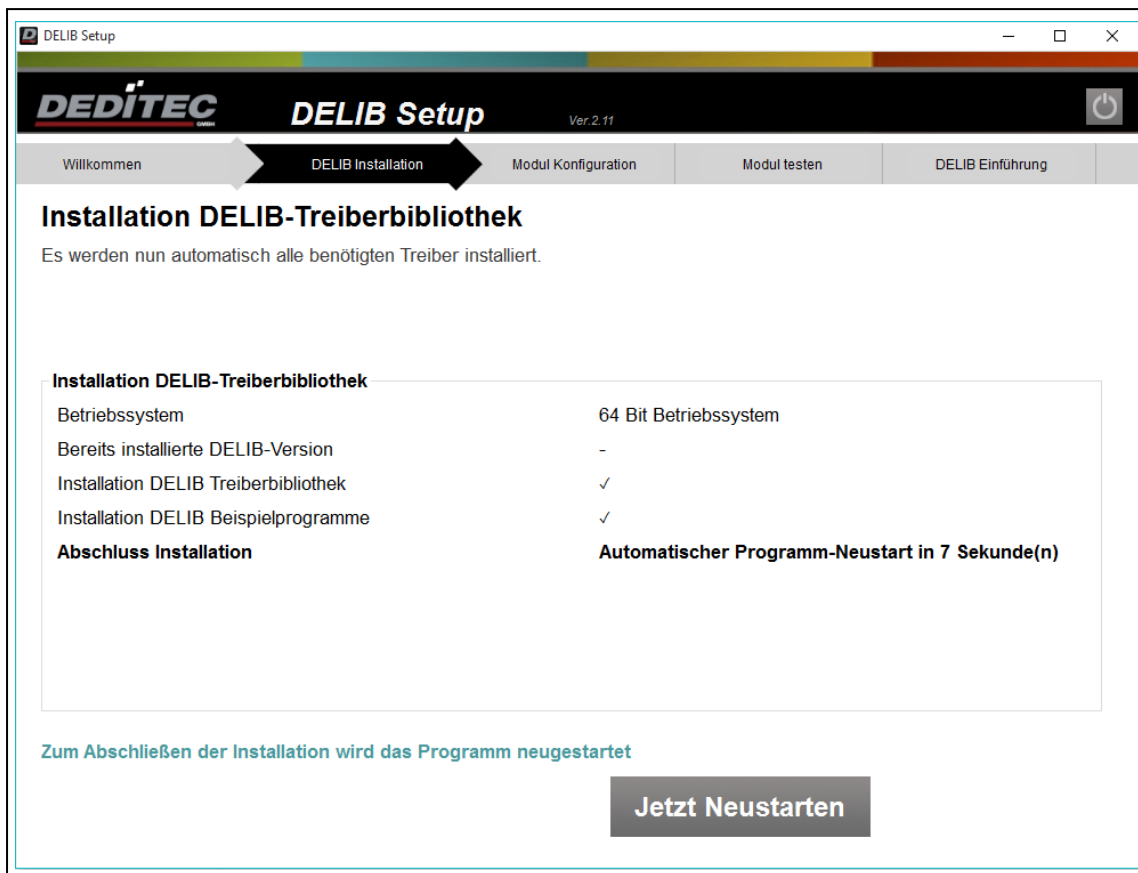 DELIB Setup
DEDITEC
GMBH
DELIB Setup
Ver.2.11
Willkommen
DELIB Installation
Modul Konfiguration
Modul testen
DELIB Einführung
Installation DELIB-Treiberbibliothek
Es werden nun automatisch alle benötigten Treiber installiert.
Installation DELIB-Treiberbibliothek
Betriebssystem 64 Bit Betriebssystem
Bereits installierte DELIB-Version -
Installation DELIB Treiberbibliothek ✓
Installation DELIB Beispielprogramme ✓
Abschluss Installation Automatischer Programm-Neustart in 7 Sekunde(n)
Zum Abschließen der Installation wird das Programm neugestartet
Jetzt Neustarten